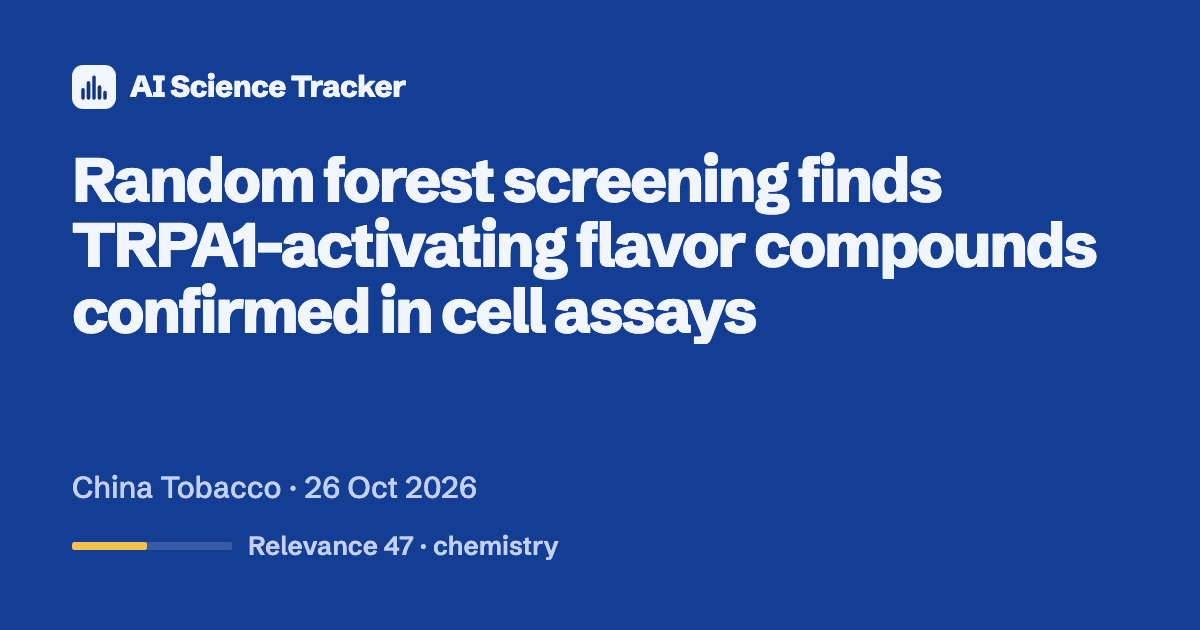 AI Science Tracker
Random forest screening finds
TRPA1-activating flavor compounds
confirmed in cell assays
China Tobacco · 26 Oct 2026
Relevance 47 · chemistry